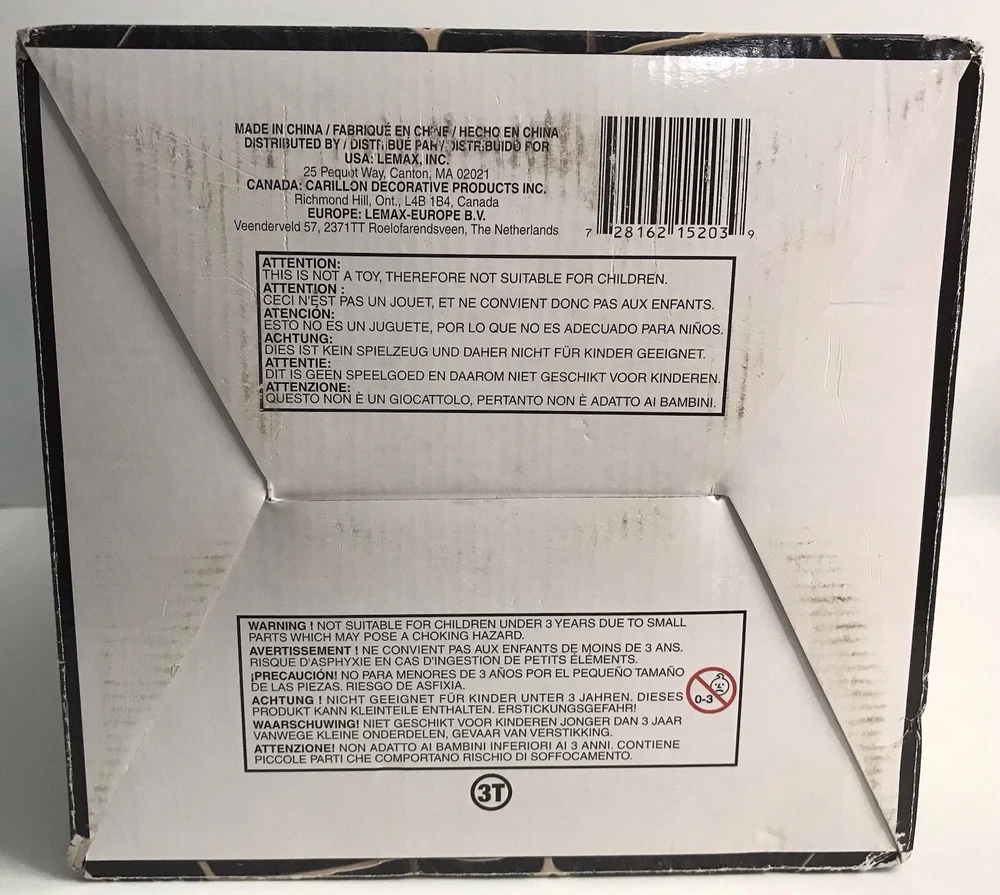 MADE IN CHINA / FABRIQUÉ EN CHINE / HECHO EN CHINA
DISTRIBUTED BY / DISTRIBUÉ PAR / DISTRIBUIDO POR
USA: LEMAX, INC.
25 Pequot Way, Canton, MA 02021
CANADA: CARILLON DECORATIVE PRODUCTS INC.
Richmond Hill, Ont., L4B 1B4, Canada
EUROPE: LEMAX-EUROPE B.V.
Veenderveld 57, 2371TT Roelofarendsveen, The Netherlands
7 28162 15203 9
ATTENTION:
THIS IS NOT A TOY, THEREFORE NOT SUITABLE FOR CHILDREN.
ATTENTION :
CECI N'EST PAS UN JOUET, ET NE CONVIENT DONC PAS AUX ENFANTS.
ATENCIÓN:
ESTO NO ES UN JUGUETE, POR LO QUE NO ES ADECUADO PARA NIÑOS.
ACHTUNG:
DIES IST KEIN SPIELZEUG UND DAHER NICHT FÜR KINDER GEEIGNET.
ATTENTIE:
DIT IS GEEN SPEELGOED EN DAAROM NIET GESCHIKT VOOR KINDEREN.
ATTENZIONE:
QUESTO NON È UN GIOCATTOLO, PERTANTO NON È ADATTO AI BAMBINI.
WARNING ! NOT SUITABLE FOR CHILDREN UNDER 3 YEARS DUE TO SMALL
PARTS WHICH MAY POSE A CHOKING HAZARD.
AVERTISSEMENT ! NE CONVIENT PAS AUX ENFANTS DE MOINS DE 3 ANS.
RISQUE D'ASPHYXIE EN CAS D'INGESTION DE PETITS ÉLÉMENTS.
¡PRECAUCIÓN! NO PARA MENORES DE 3 AÑOS POR EL PEQUEÑO TAMAÑO
DE LAS PIEZAS. RIESGO DE ASFIXIA.
ACHTUNG ! NICHT GEEIGNET FÜR KINDER UNTER 3 JAHREN. DIESES
PRODUKT KANN KLEINTEILE ENTHALTEN. ERSTICKUNGSGEFAHR!
WAARSCHUWING! NIET GESCHIKT VOOR KINDEREN JONGER DAN 3 JAAR
VANWEGE KLEINE ONDERDELEN, GEVAAR VAN VERSTIKKING.
ATTENZIONE! NON ADATTO AI BAMBINI INFERIORI AI 3 ANNI. CONTIENE
PICCOLE PARTI CHE COMPORTANO RISCHIO DI SOFFOCAMENTO.
0-3
3T